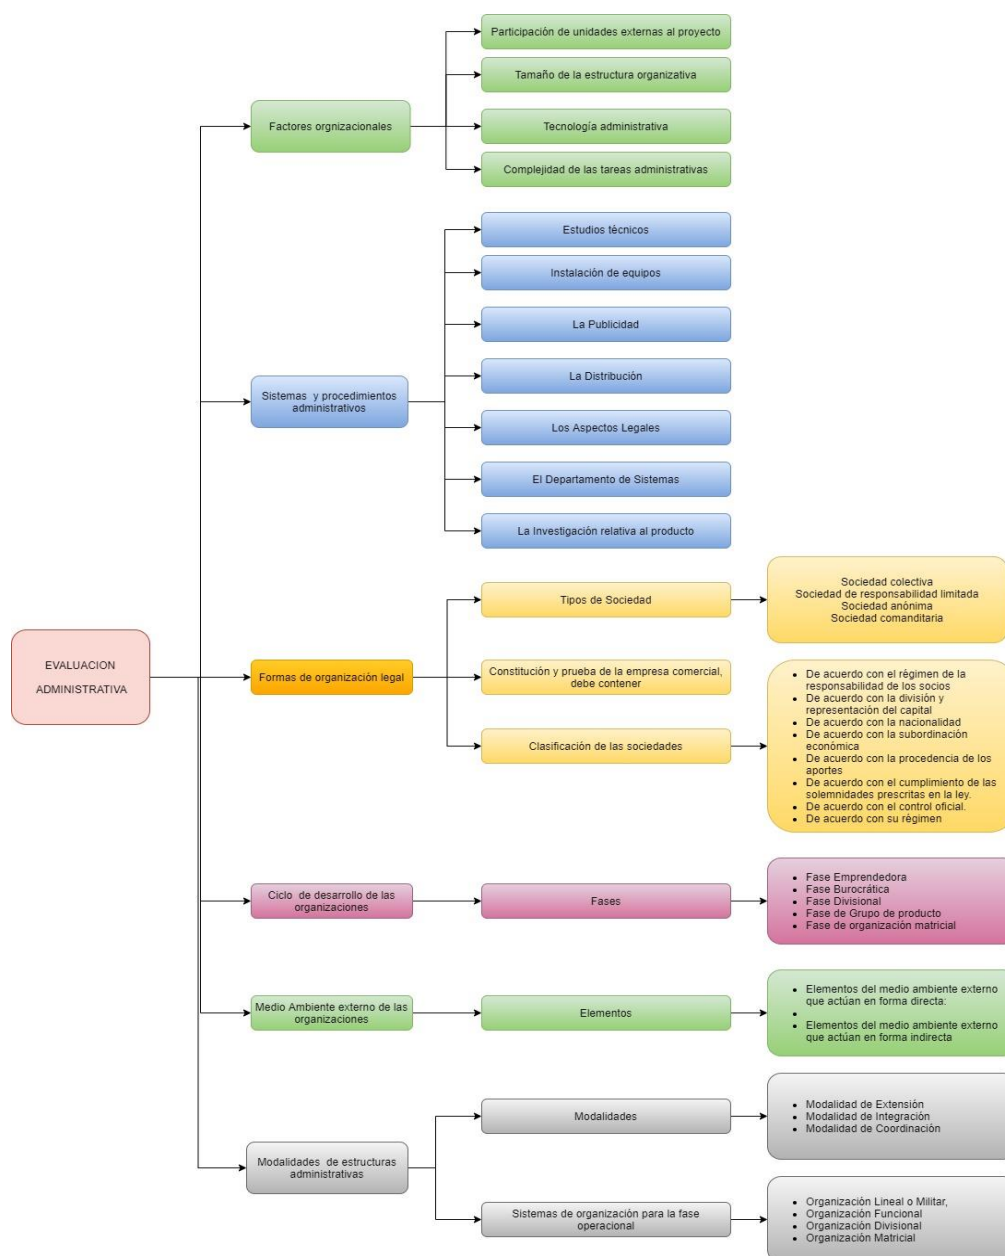 EVALUACION
ADMINISTRATIVA
Factores orgnizacionales
Participación de unidades externas al proyecto
Tamaño de la estructura organizativa
Tecnología administrativa
Complejidad de las tareas administrativas
Sistemas y procedimientos
administrativos
Estudios técnicos
Instalación de equipos
La Publicidad
La Distribución
Los Aspectos Legales
El Departamento de Sistemas
La Investigación relativa al producto
Formas de organización legal
Tipos de Sociedad
Sociedad colectiva
Sociedad de responsabilidad limitada
Sociedad anónima
Sociedad comanditaria
Constitución y prueba de la empresa comercial,
debe contener
Clasificación de las sociedades
De acuerdo con el régimen de la
responsabilidad de los socios
De acuerdo con la división y
representación del capital
De acuerdo con la nacionalidad
De acuerdo con la subordinación
económica
De acuerdo con la procedencia de los
aportes
De acuerdo con el cumplimiento de las
solemnidades prescritas en la ley.
De acuerdo con el control oficial.
De acuerdo con su régimen
Ciclo de desarrollo de las
organizaciones
Fases
Fase Emprendedora
Fase Burocrática
Fase Divisional
Fase de Grupo de producto
Fase de organización matricial
Medio Ambiente externo de las
organizaciones
Elementos
Elementos del medio ambiente externo
que actúan en forma directa:
Elementos del medio ambiente externo
que actúan en forma indirecta
Modalidades de estructuras
administrativas
Modalidades
Modalidad de Extensión
Modalidad de Integración
Modalidad de Coordinación
Sistemas de organización para la fase
operacional
Organización Lineal o Militar,
Organización Funcional
Organización Divisional
Organización Matricial